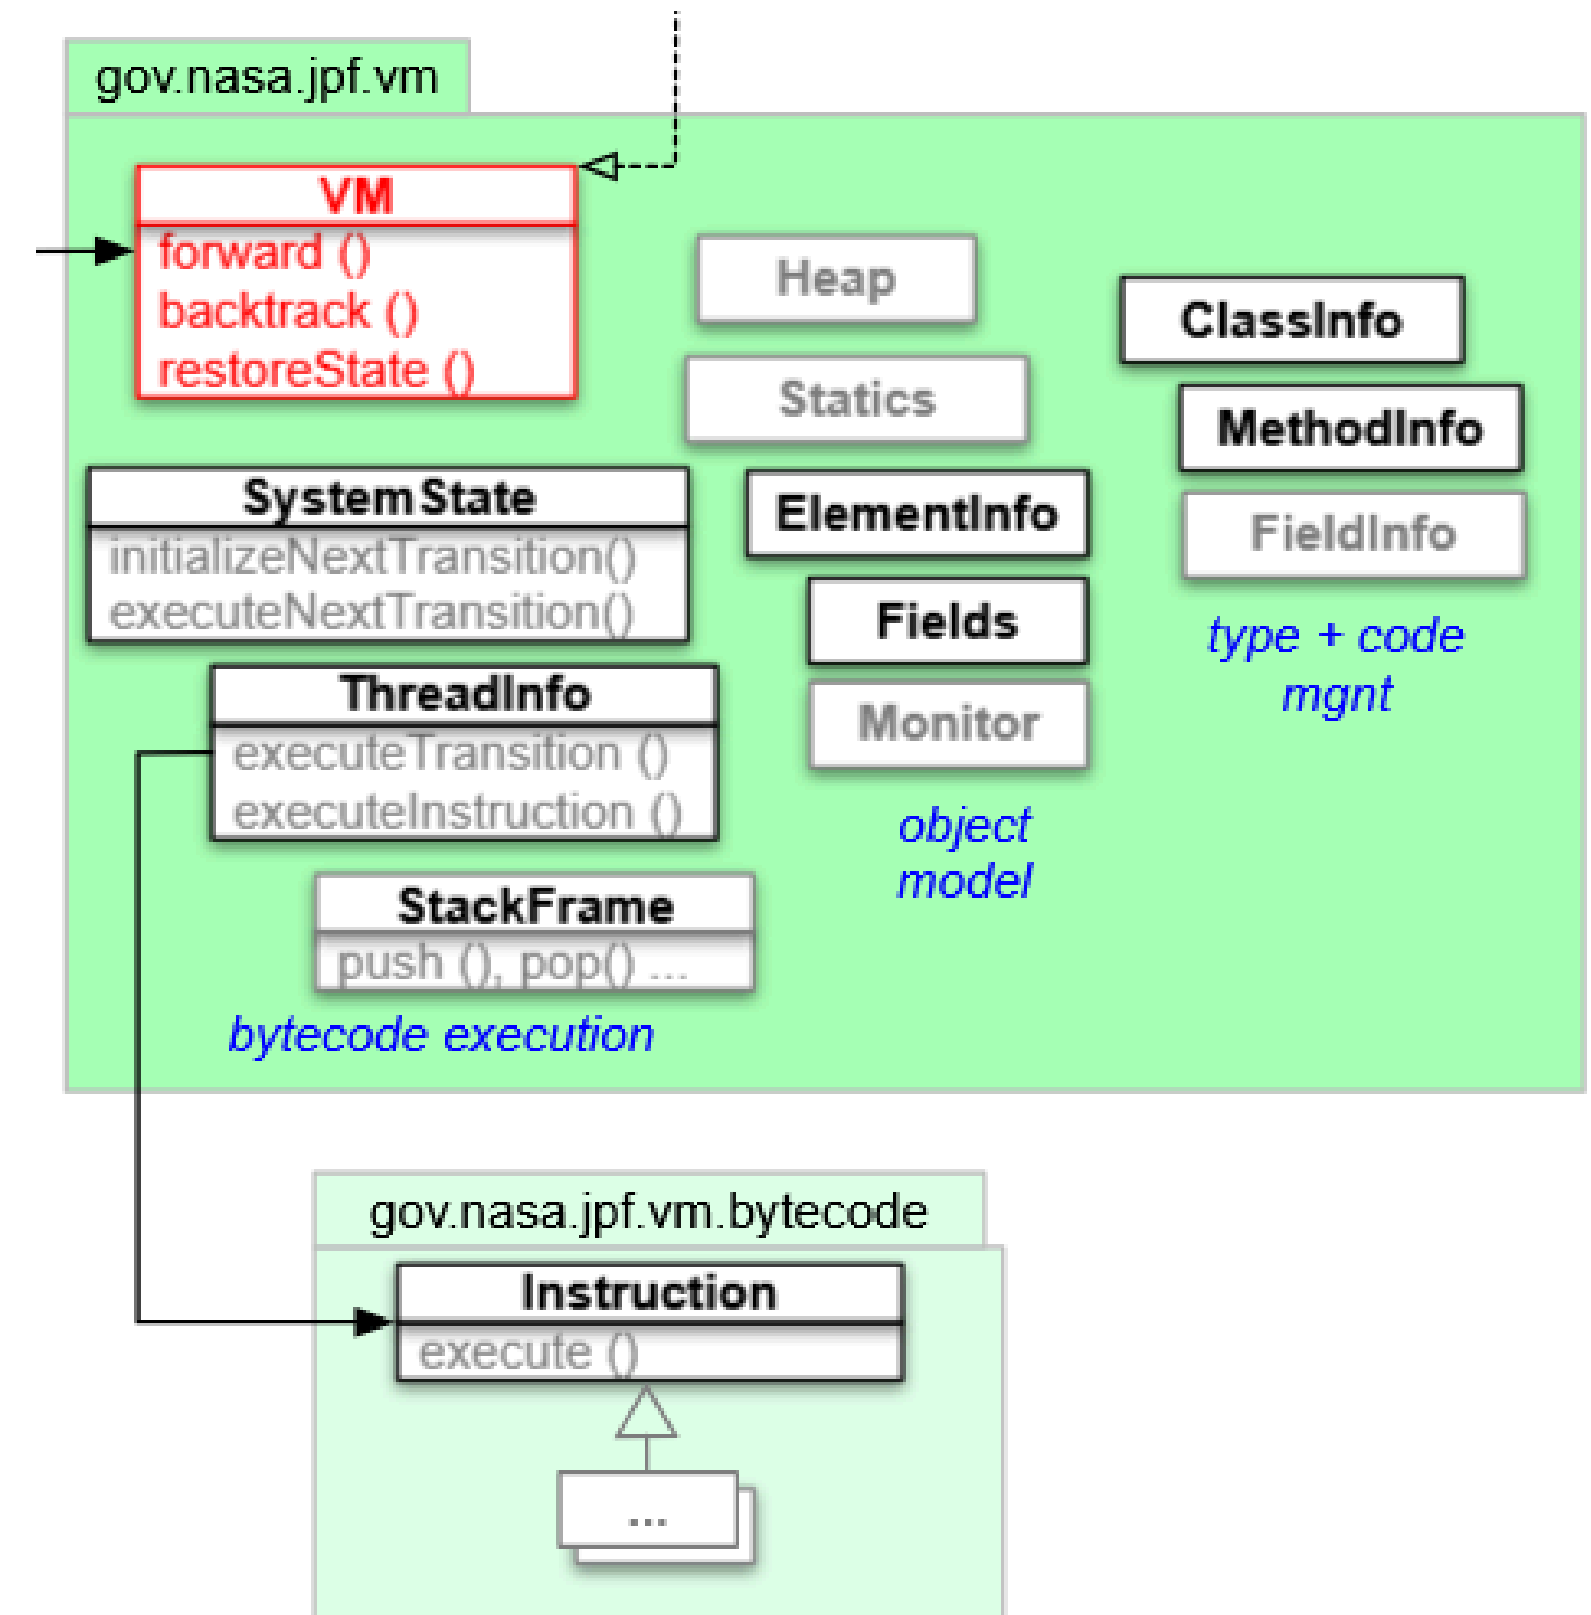 gov.nasa.jpf.vm
VM
forward ()
backtrack ()
restoreState ()
SystemState
initializeNextTransition()
executeNextTransition()
ThreadInfo
executeTransition ()
executeInstruction ()
StackFrame
push (), pop() ...
bytecode execution
Heap
Statics
ElementInfo
Fields
Monitor
object
model
ClassInfo
MethodInfo
FieldInfo
type + code
mgnt
gov.nasa.jpf.vm.bytecode
Instruction
execute ()
...